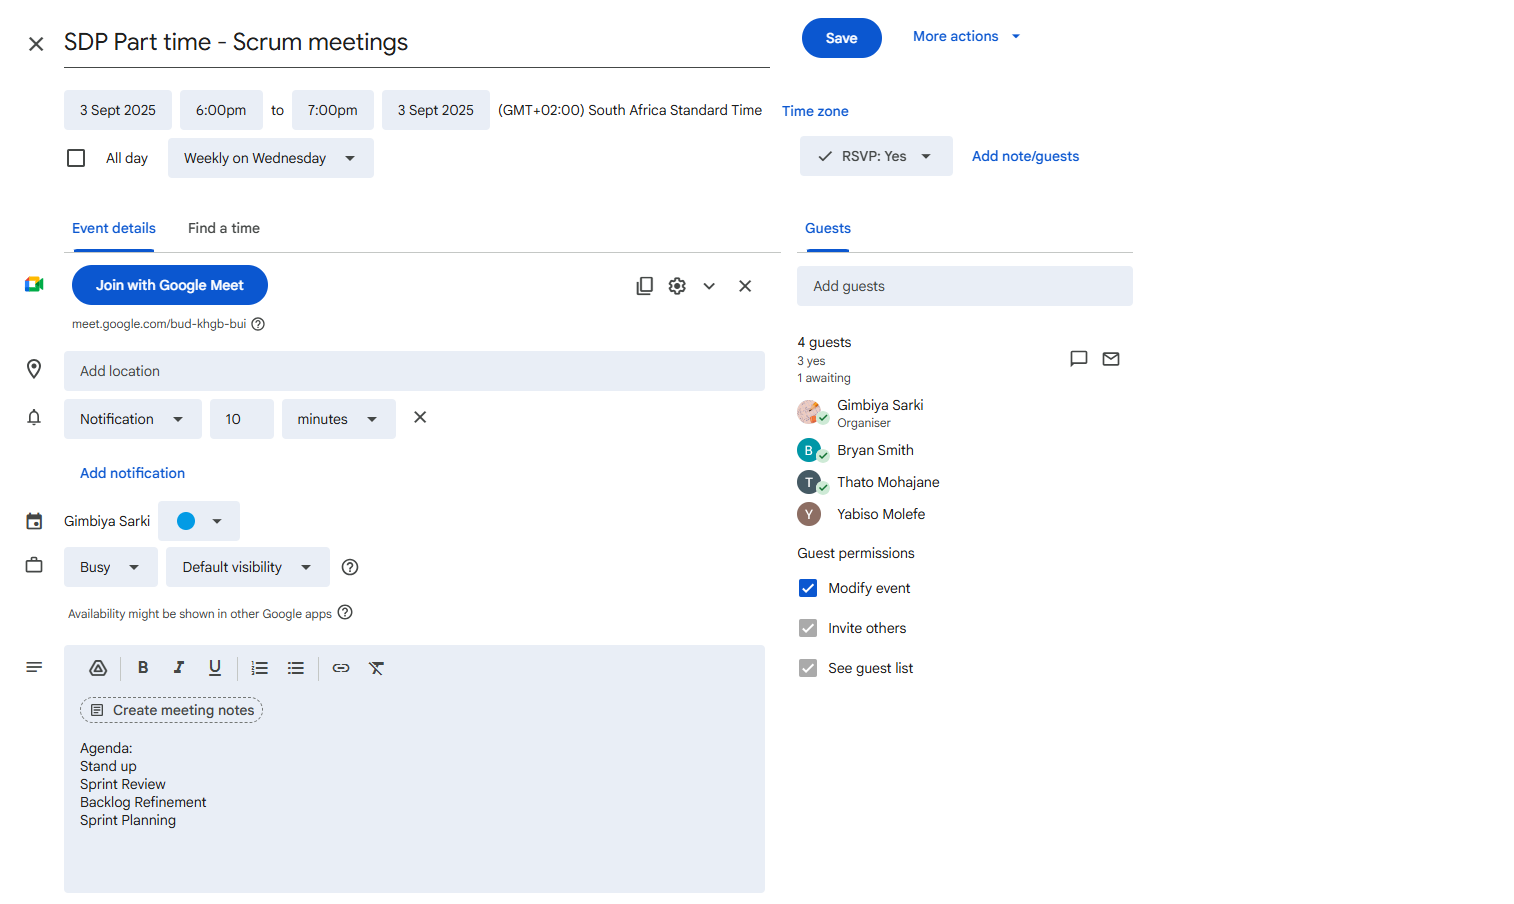 SDP Part time - Scrum meetings
Save
More actions
3 Sept 2025 6:00pm to 7:00pm 3 Sept 2025 (GMT+02:00) South Africa Standard Time Time zone
All day Weekly on Wednesday
RSVP: Yes Add note/guests
Event details Find a time
Join with Google Meet
meet.google.com/bud-khgb-bui
Add location
Notification 10 minutes
Add notification
Gimbiya Sarki
Busy Default visibility
Availability might be shown in other Google apps
B I U
Create meeting notes
Agenda:
Stand up
Sprint Review
Backlog Refinement
Sprint Planning
Guests
Add guests
4 guests
3 yes
1 awaiting
Gimbiya Sarki
Organiser
B Bryan Smith
T Thato Mohajane
Y Yabiso Molefe
Guest permissions
Modify event
Invite others
See guest list